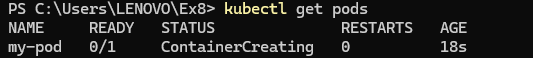 PS C:\Users\LENOVO\Ex8> kubectl get pods
NAME READY STATUS RESTARTS AGE
my-pod 0/1 ContainerCreating 0 18s